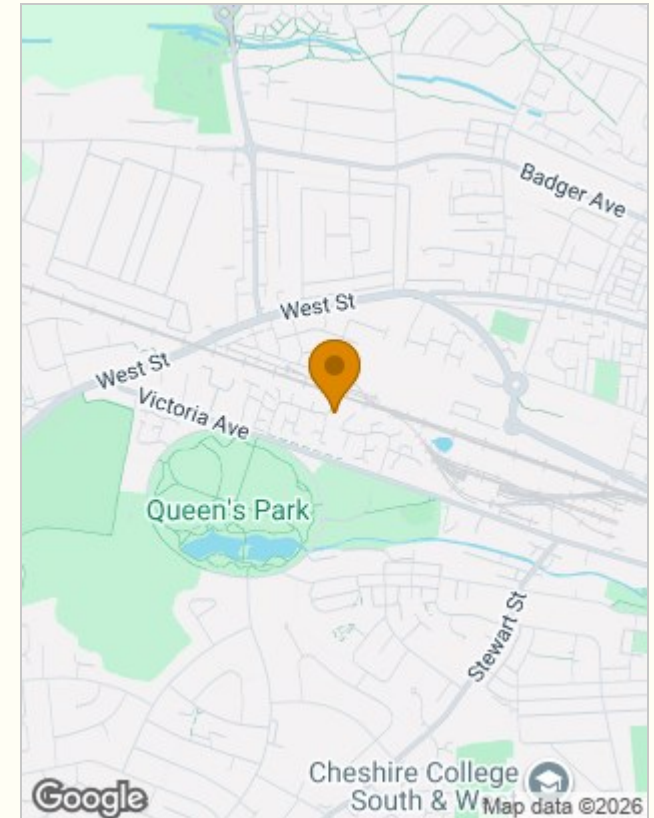 Badger Ave
West St
West St
Victoria Ave
Queen's Park
Stewart St
Cheshire College
South & W
Google
Map data ©2026